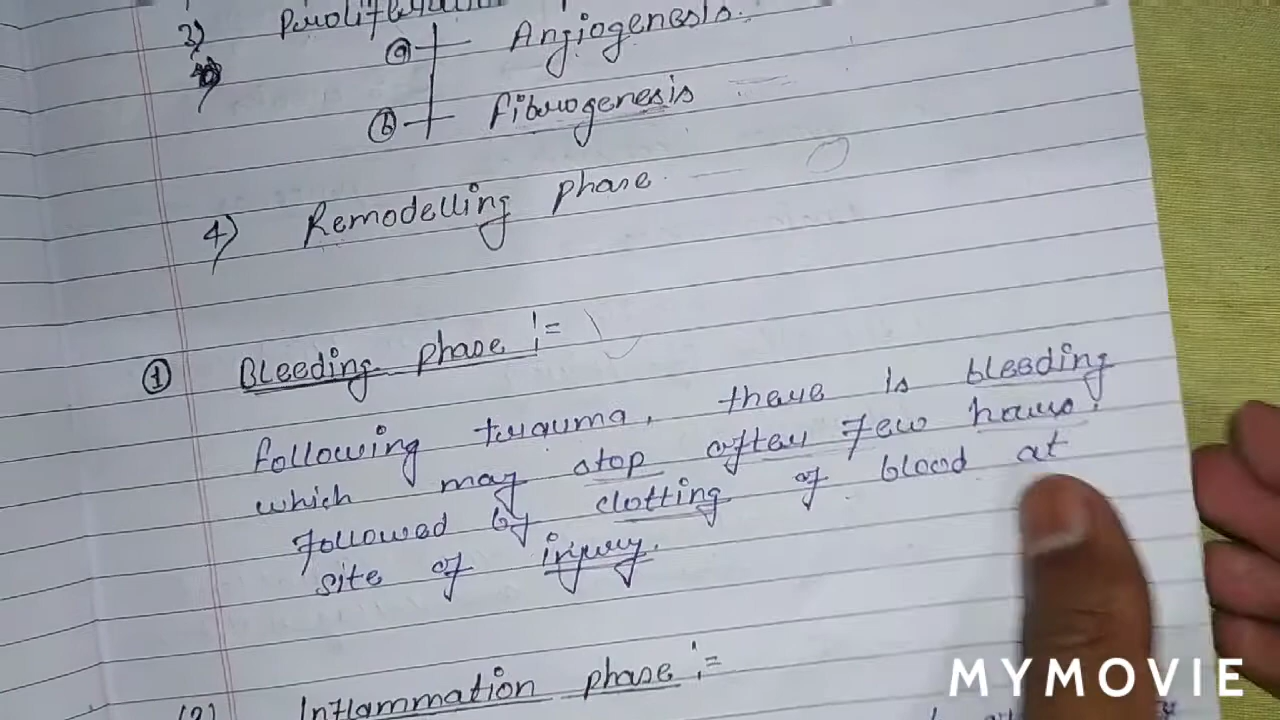 3)
ⓐ Angiogenesis.
ⓑ Fibrogenesis
4) Remodelling phase
① Bleeding phase :=
following trauma, there is bleeding
which may stop after few hours.
followed by clotting of blood at
site of injury.
(2) Inflammation phase :=
MYMOVIE